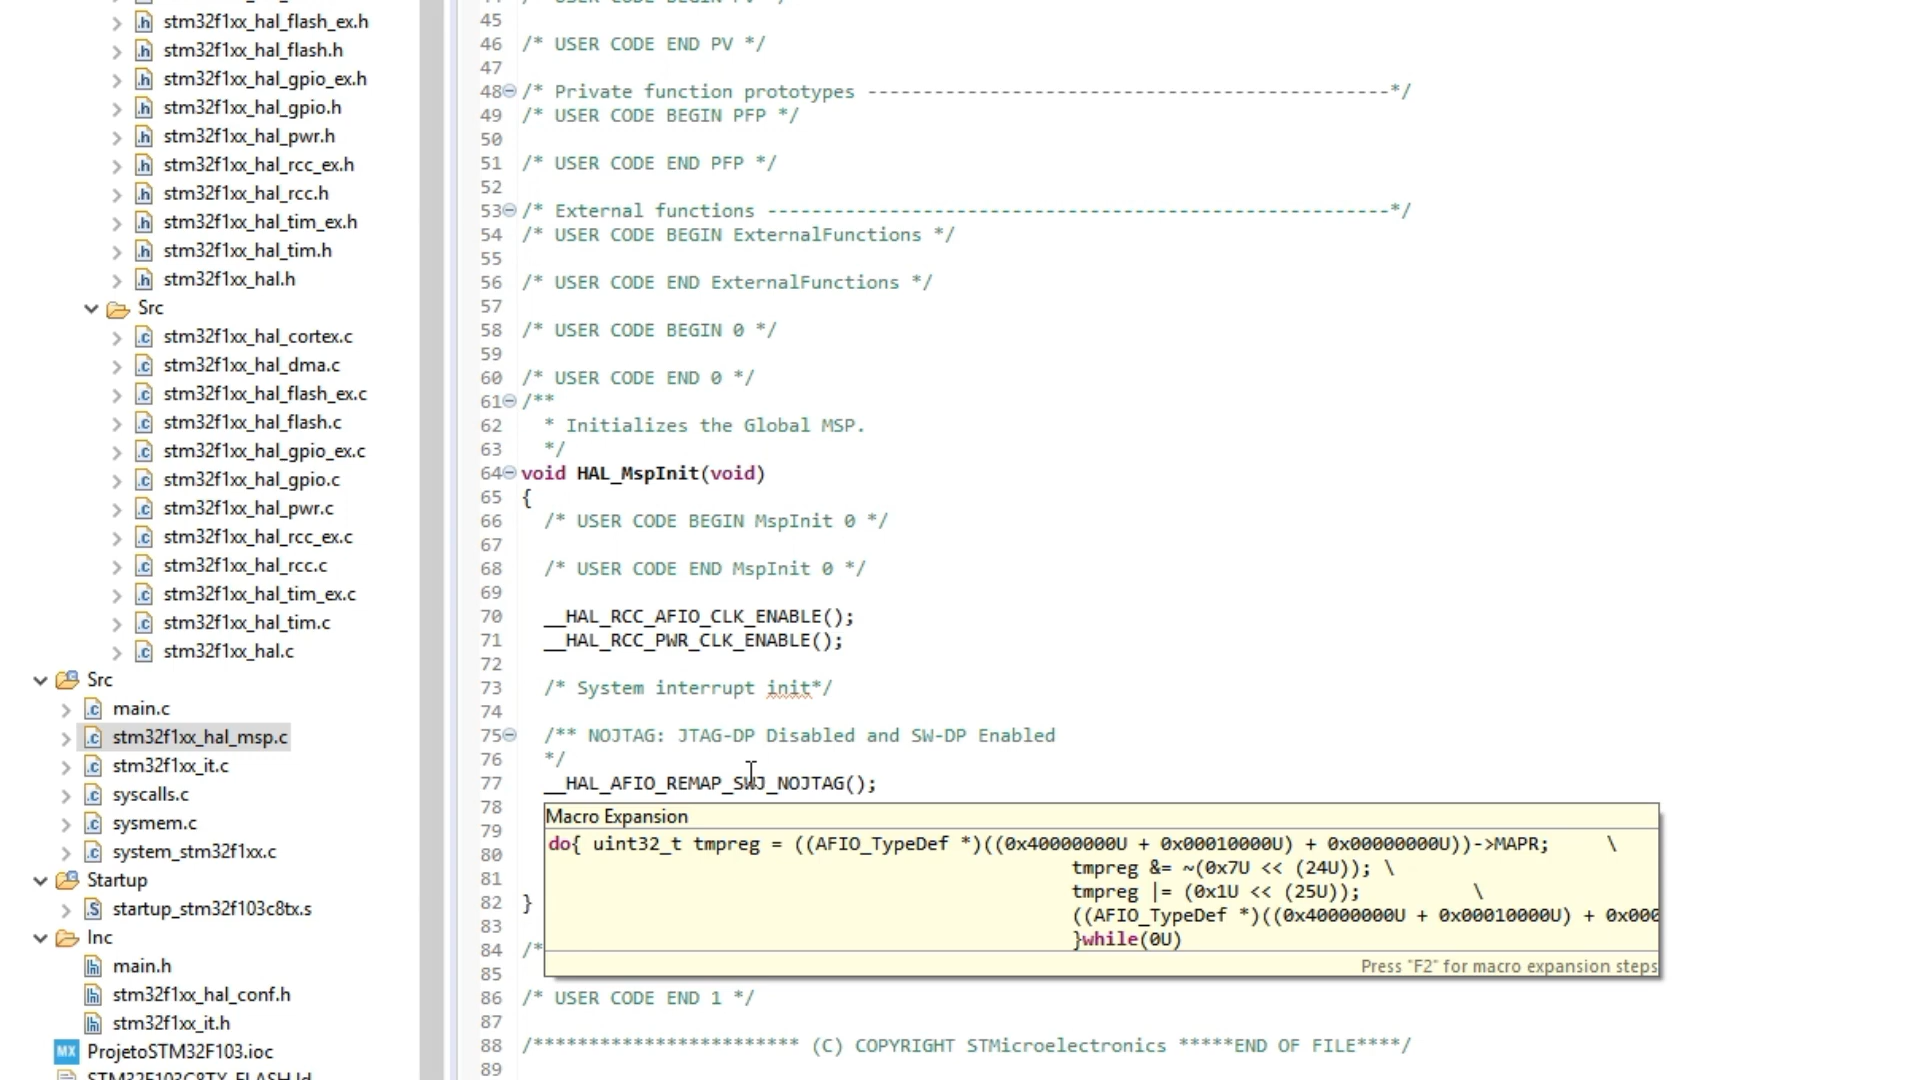 stm32f1xx_hal_flash_ex.h
stm32f1xx_hal_flash.h
stm32f1xx_hal_gpio_ex.h
stm32f1xx_hal_gpio.h
stm32f1xx_hal_pwr.h
stm32f1xx_hal_rcc_ex.h
stm32f1xx_hal_rcc.h
stm32f1xx_hal_tim_ex.h
stm32f1xx_hal_tim.h
stm32f1xx_hal.h
Src
stm32f1xx_hal_cortex.c
stm32f1xx_hal_dma.c
stm32f1xx_hal_flash_ex.c
stm32f1xx_hal_flash.c
stm32f1xx_hal_gpio_ex.c
stm32f1xx_hal_gpio.c
stm32f1xx_hal_pwr.c
stm32f1xx_hal_rcc_ex.c
stm32f1xx_hal_rcc.c
stm32f1xx_hal_tim_ex.c
stm32f1xx_hal_tim.c
stm32f1xx_hal.c
Src
main.c
stm32f1xx_hal_msp.c
stm32f1xx_it.c
syscalls.c
sysmem.c
system_stm32f1xx.c
Startup
startup_stm32f103c8tx.s
Inc
main.h
stm32f1xx_hal_conf.h
stm32f1xx_it.h
MX ProjetoSTM32F103.ioc
STM32F103C8TX_FLASH.ld
/* USER CODE BEGIN PV */
45
46 /* USER CODE END PV */
47
48 /* Private function prototypes -----------------------------------------------*/
49 /* USER CODE BEGIN PFP */
50
51 /* USER CODE END PFP */
52
53 /* External functions --------------------------------------------------------*/
54 /* USER CODE BEGIN ExternalFunctions */
55
56 /* USER CODE END ExternalFunctions */
57
58 /* USER CODE BEGIN 0 */
59
60 /* USER CODE END 0 */
61 /**
62 * Initializes the Global MSP.
63 */
64 void HAL_MspInit(void)
65 {
66 /* USER CODE BEGIN MspInit 0 */
67
68 /* USER CODE END MspInit 0 */
69
70 __HAL_RCC_AFIO_CLK_ENABLE();
71 __HAL_RCC_PWR_CLK_ENABLE();
72
73 /* System interrupt init*/
74
75 /** NOJTAG: JTAG-DP Disabled and SW-DP Enabled
76 */
77 __HAL_AFIO_REMAP_SWJ_NOJTAG();
78
79
80
81
82 }
83
84 /*
85
Macro Expansion
do{ uint32_t tmpreg = ((AFIO_TypeDef *)((0x40000000U + 0x00010000U) + 0x00000000U))->MAPR; \
tmpreg &= ~(0x7U << (24U)); \
tmpreg |= (0x1U << (25U)); \
((AFIO_TypeDef *)((0x40000000U + 0x00010000U) + 0x000
}while(0U)
Press "F2" for macro expansion steps
86 /* USER CODE END 1 */
87
88 /************************ (C) COPYRIGHT STMicroelectronics *****END OF FILE****/
89